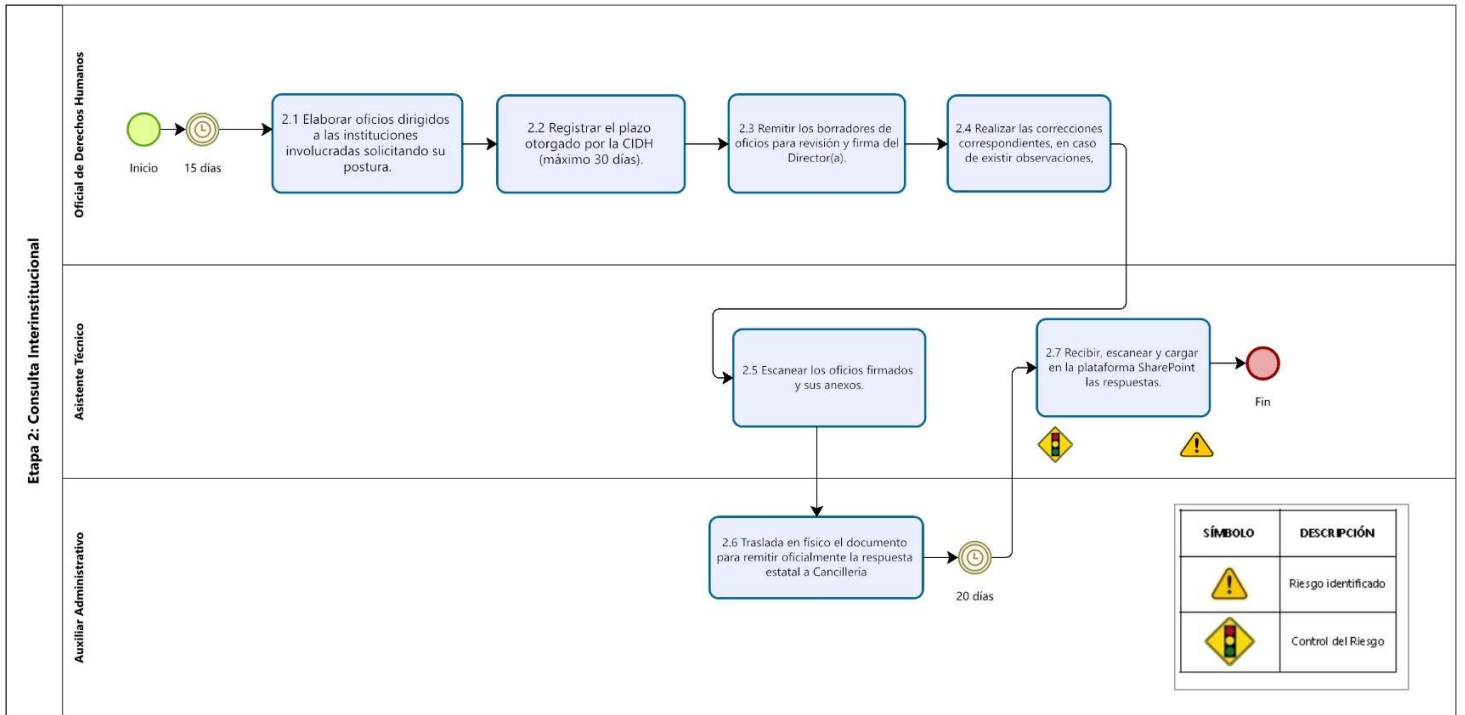 Etapa 2: Consulta Interinstitucional
Oficial de Derechos Humanos
Inicio
15 días
2.1 Elaborar oficios dirigidos
a las instituciones
involucradas solicitando su
postura.
2.2 Registrar el plazo
otorgado por la CIDH
(máximo 30 días).
2.3 Remitir los borradores de
oficios para revisión y firma del
Director(a).
2.4 Realizar las correcciones
correspondientes, en caso
de existir observaciones,
Asistente Técnico
2.5 Escanear los oficios firmados
y sus anexos.
2.7 Recibir, escanear y cargar
en la plataforma SharePoint
las respuestas.
Fin
Auxiliar Administrativo
2.6 Traslada en físico el documento
para remitir oficialmente la respuesta
estatal a Cancillería
20 días
SÍMBOLO
DESCRIPCIÓN
Riesgo identificado
Control del Riesgo